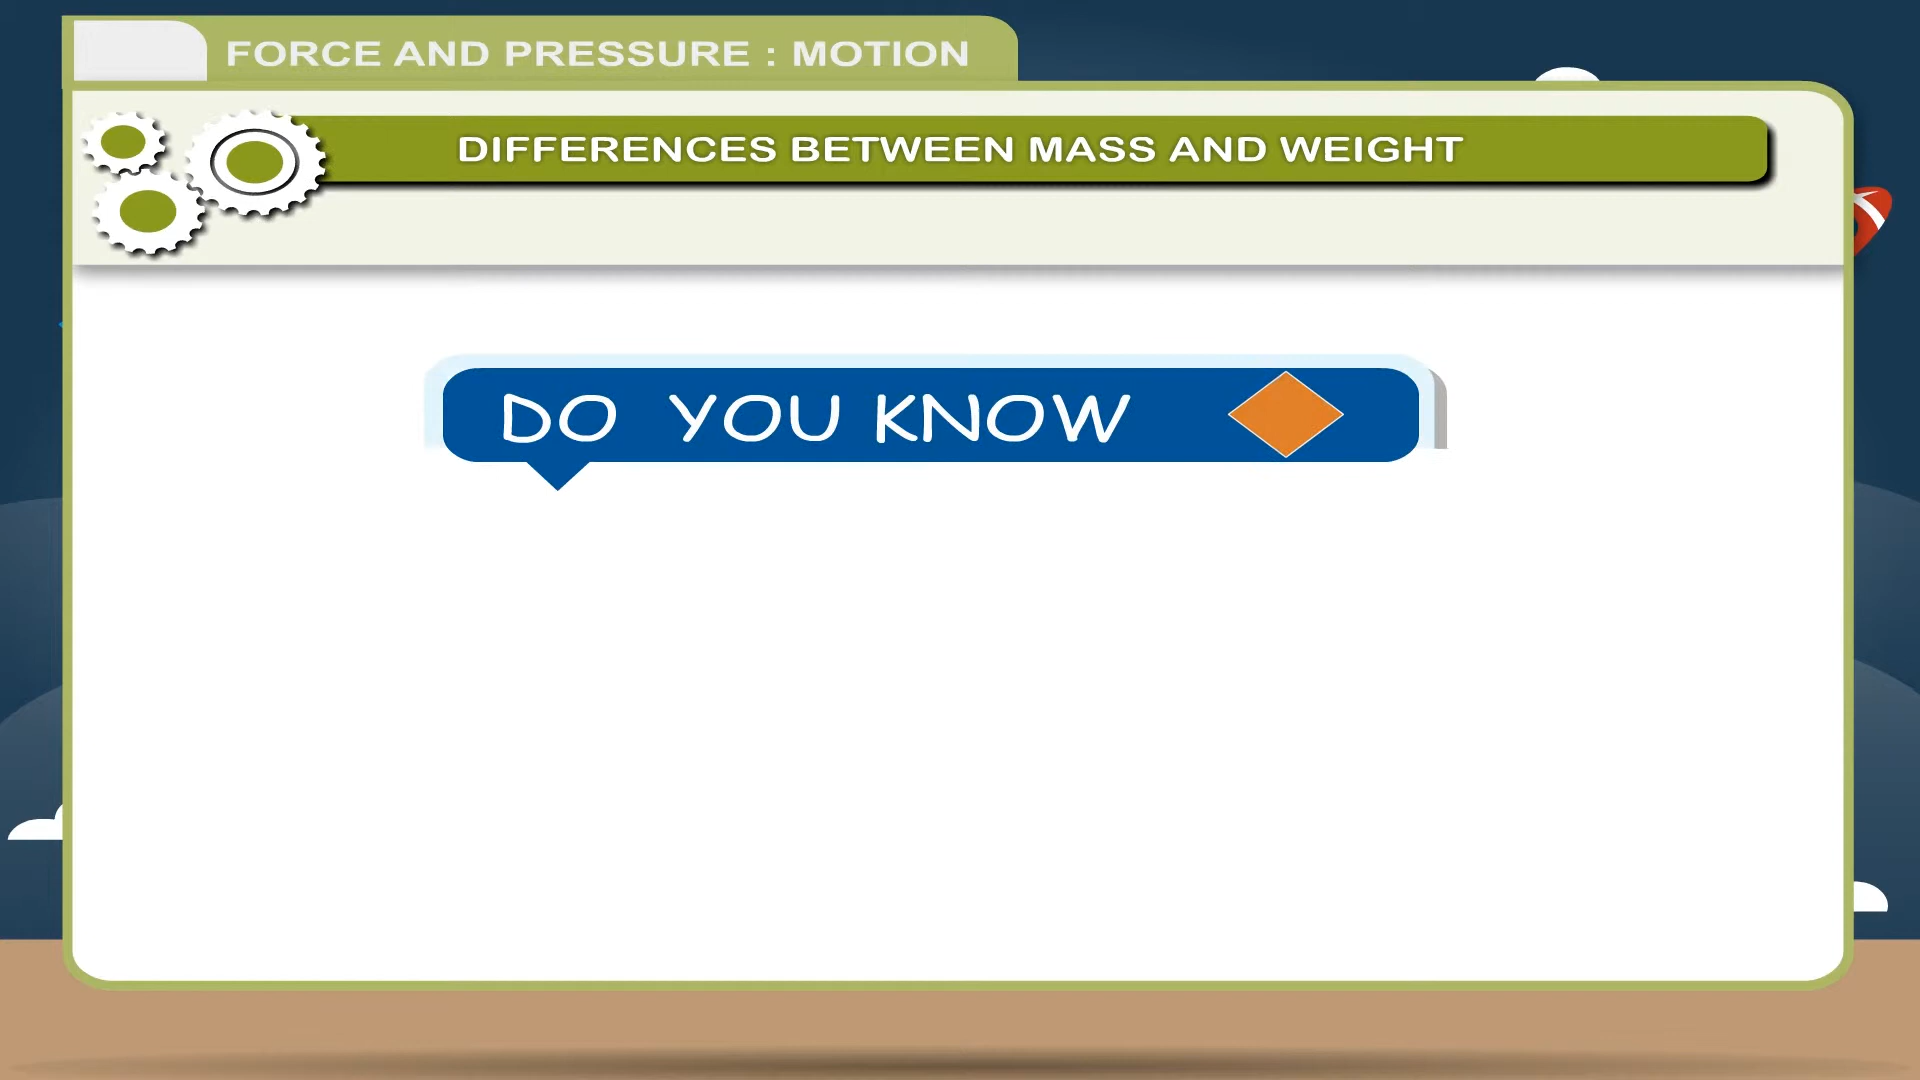 FORCE AND PRESSURE : MOTION
DIFFERENCES BETWEEN MASS AND WEIGHT
DO YOU KNOW